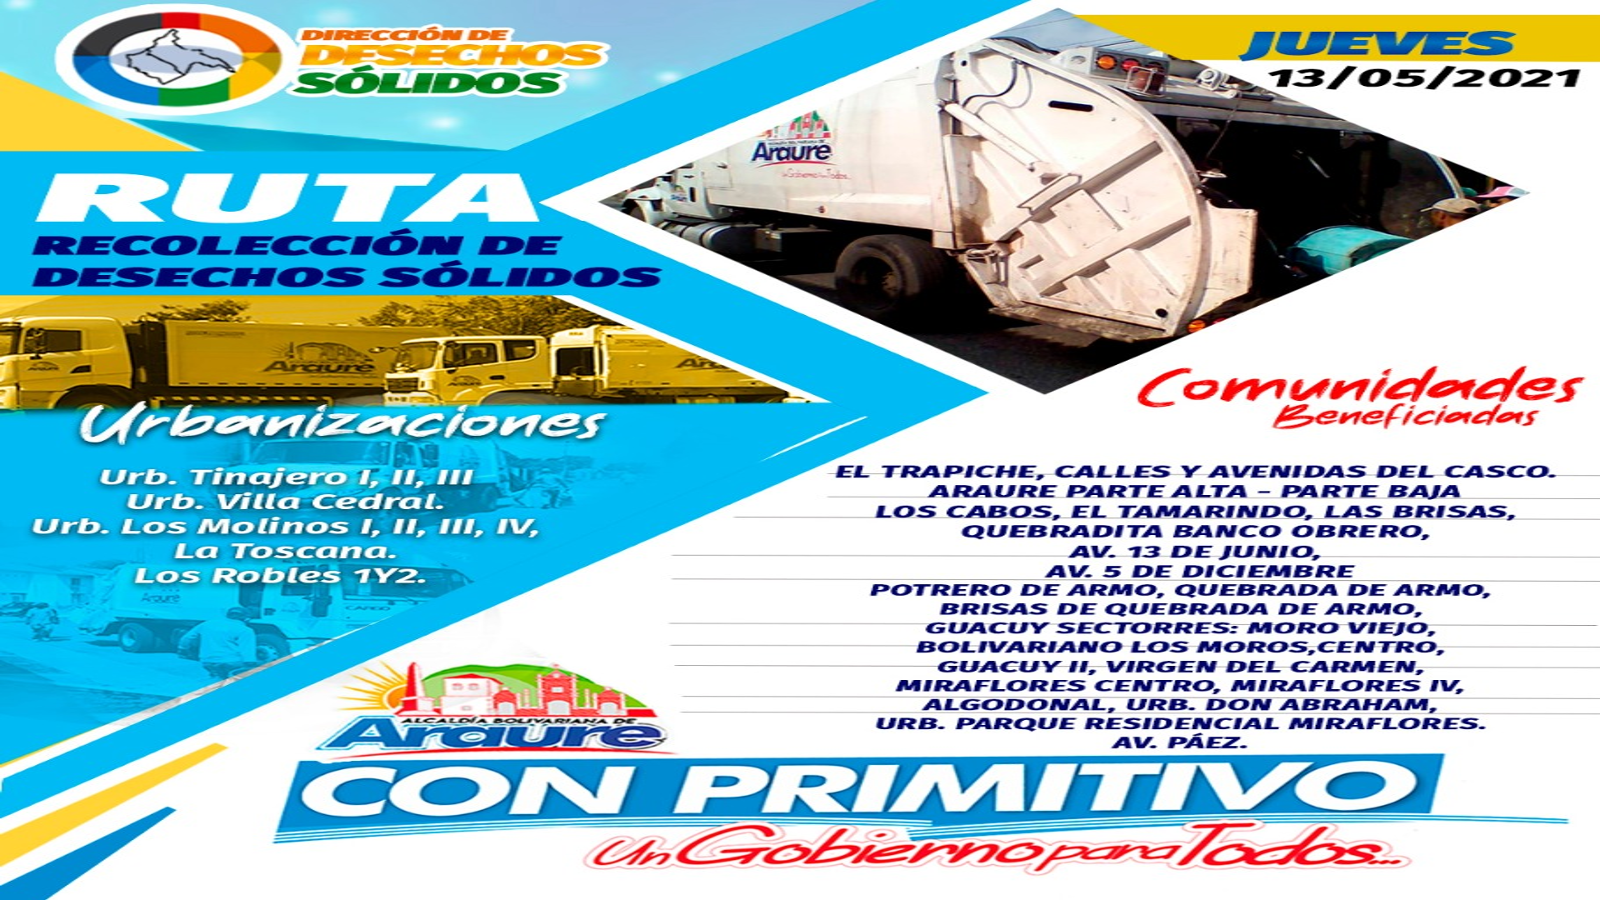 DIRECCIÓN DE
DESECHOS
SÓLIDOS
JUEVES
13/05/2021
Araure
RUTA
RECOLECCIÓN DE
DESECHOS SÓLIDOS
Araure
Urbanizaciones
Urb. Tinajero I, II, III
Urb. Villa Cedral.
Urb. Los Molinos I, II, III, IV,
La Toscana.
Los Robles 1Y2.
Comunidades
Beneficiadas
EL TRAPICHE, CALLES Y AVENIDAS DEL CASCO.
ARAURE PARTE ALTA - PARTE BAJA
LOS CABOS, EL TAMARINDO, LAS BRISAS,
QUEBRADITA BANCO OBRERO,
AV. 13 DE JUNIO,
AV. 5 DE DICIEMBRE
POTRERO DE ARMO, QUEBRADA DE ARMO,
BRISAS DE QUEBRADA DE ARMO,
GUACUY SECTORRES: MORO VIEJO,
BOLIVARIANO LOS MOROS,CENTRO,
GUACUY II, VIRGEN DEL CARMEN,
MIRAFLORES CENTRO, MIRAFLORES IV,
ALGODONAL, URB. DON ABRAHAM,
URB. PARQUE RESIDENCIAL MIRAFLORES.
AV. PÁEZ.
ALCALDÍA BOLIVARIANA DE
Araure
CON PRIMITIVO
Un Gobierno para Todos...